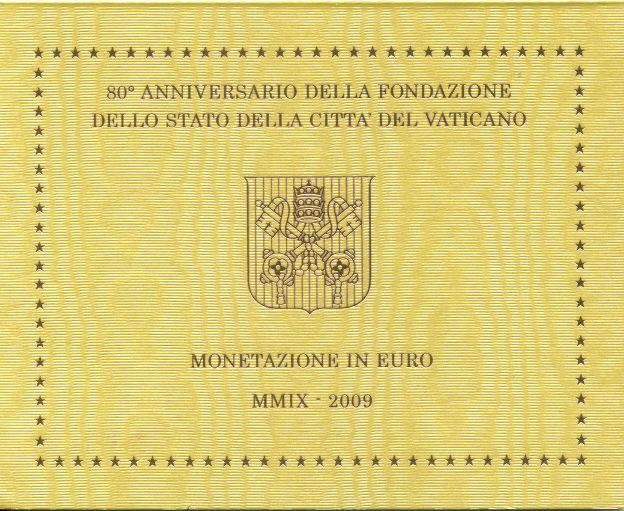 80° ANNIVERSARIO DELLA FONDAZIONE
DELLO STATO DELLA CITTA' DEL VATICANO
MONETAZIONE IN EURO
MMIX - 2009